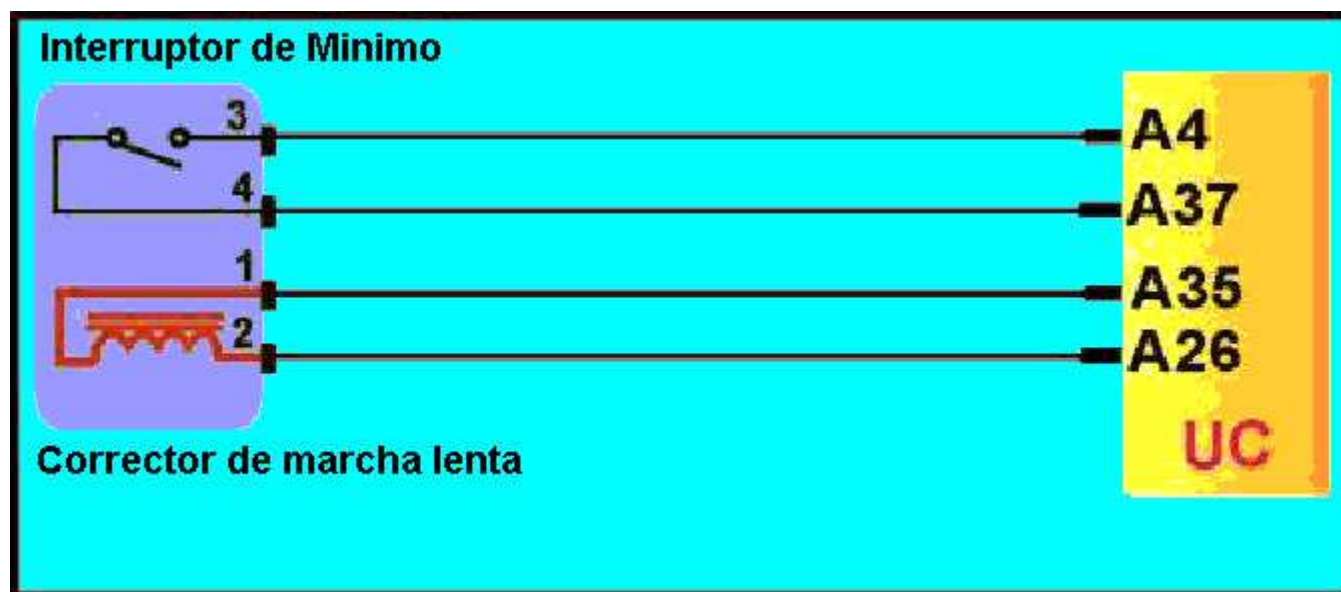 Interruptor de Minimo
3 A4
4 A37
1 A35
2 A26
UC
Corrector de marcha lenta